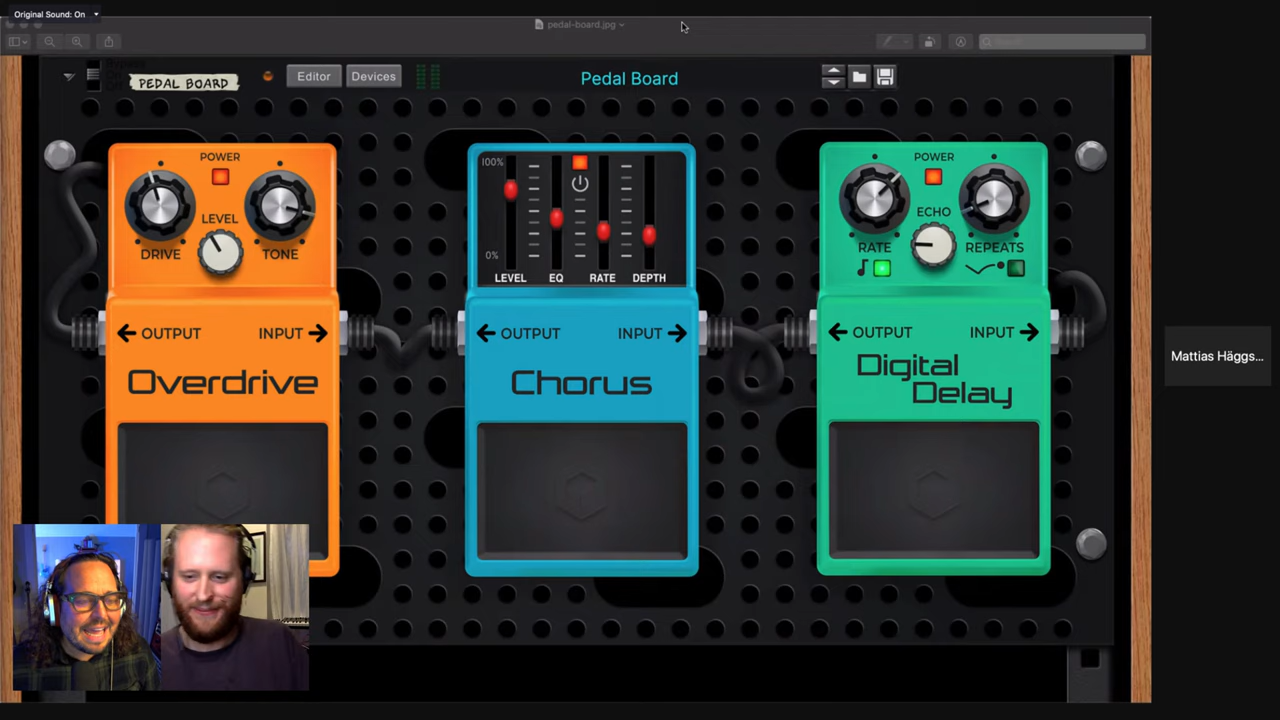 Original Sound: On
pedal-board.jpg
Search
PEDAL BOARD
Editor
Devices
Pedal Board
POWER
LEVEL
DRIVE
TONE
OUTPUT
INPUT
Overdrive
100%
0%
LEVEL
EQ
RATE
DEPTH
OUTPUT
INPUT
Chorus
POWER
ECHO
RATE
REPEATS
OUTPUT
INPUT
Digital
Delay
Mattias Häggs...